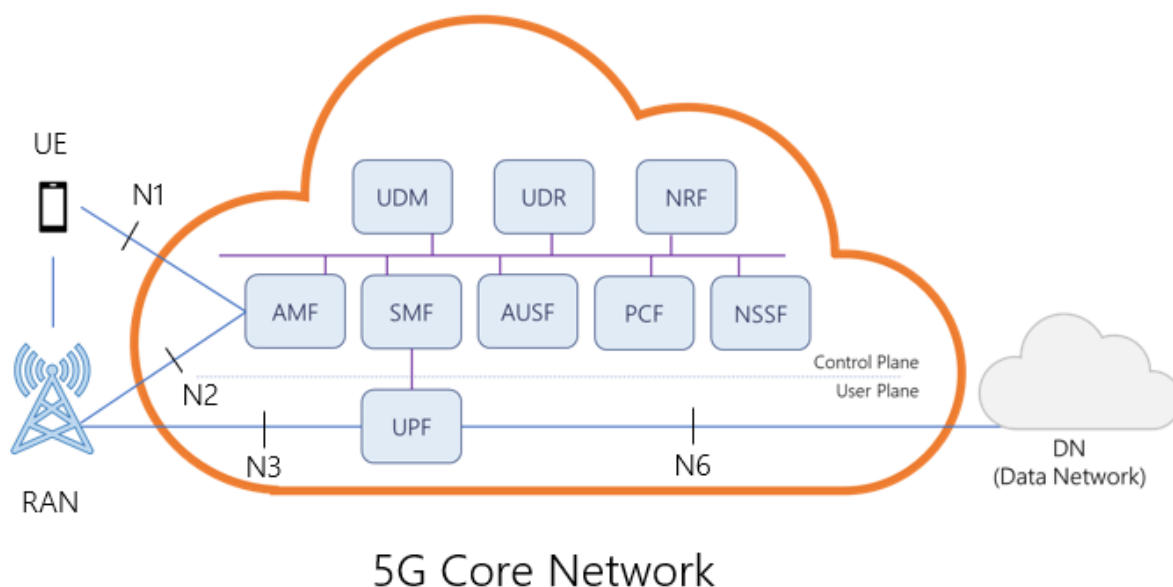 UE
N1
UDM
UDR
NRF
AMF
SMF
AUSF
PCF
NSSF
N2
Control Plane
User Plane
UPF
N3
N6
DN
(Data Network)
RAN
5G Core Network